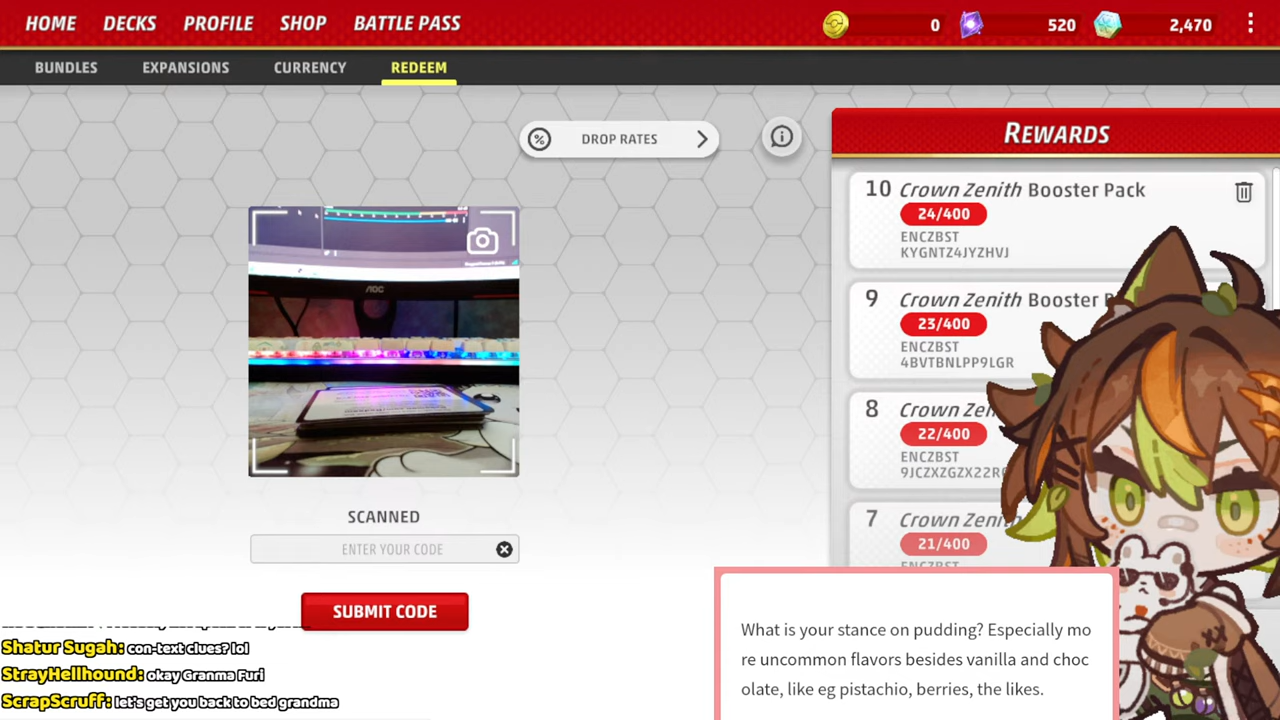 HOME DECKS PROFILE SHOP BATTLE PASS 0 520 2,470
BUNDLES EXPANSIONS CURRENCY REDEEM
DROP RATES
AOC
SCANNED
ENTER YOUR CODE
SUBMIT CODE
REWARDS
10 Crown Zenith Booster Pack
24/400
ENCZBST
KYGNTZ4JYZHVJ
9 Crown Zenith Booster
23/400
ENCZBST
4BVTBNLPP9LGR
8 Crown Zen
22/400
ENCZBST
9JCZXZGZX22R
7 Crown Zenith
21/400
Shatur Sugah: con-text clues? lol
StrayHellhound: okay Granma Furi
ScrapScruff: let's get you back to bed grandma
What is your stance on pudding? Especially mo
re uncommon flavors besides vanilla and choc
olate, like eg pistachio, berries, the likes.